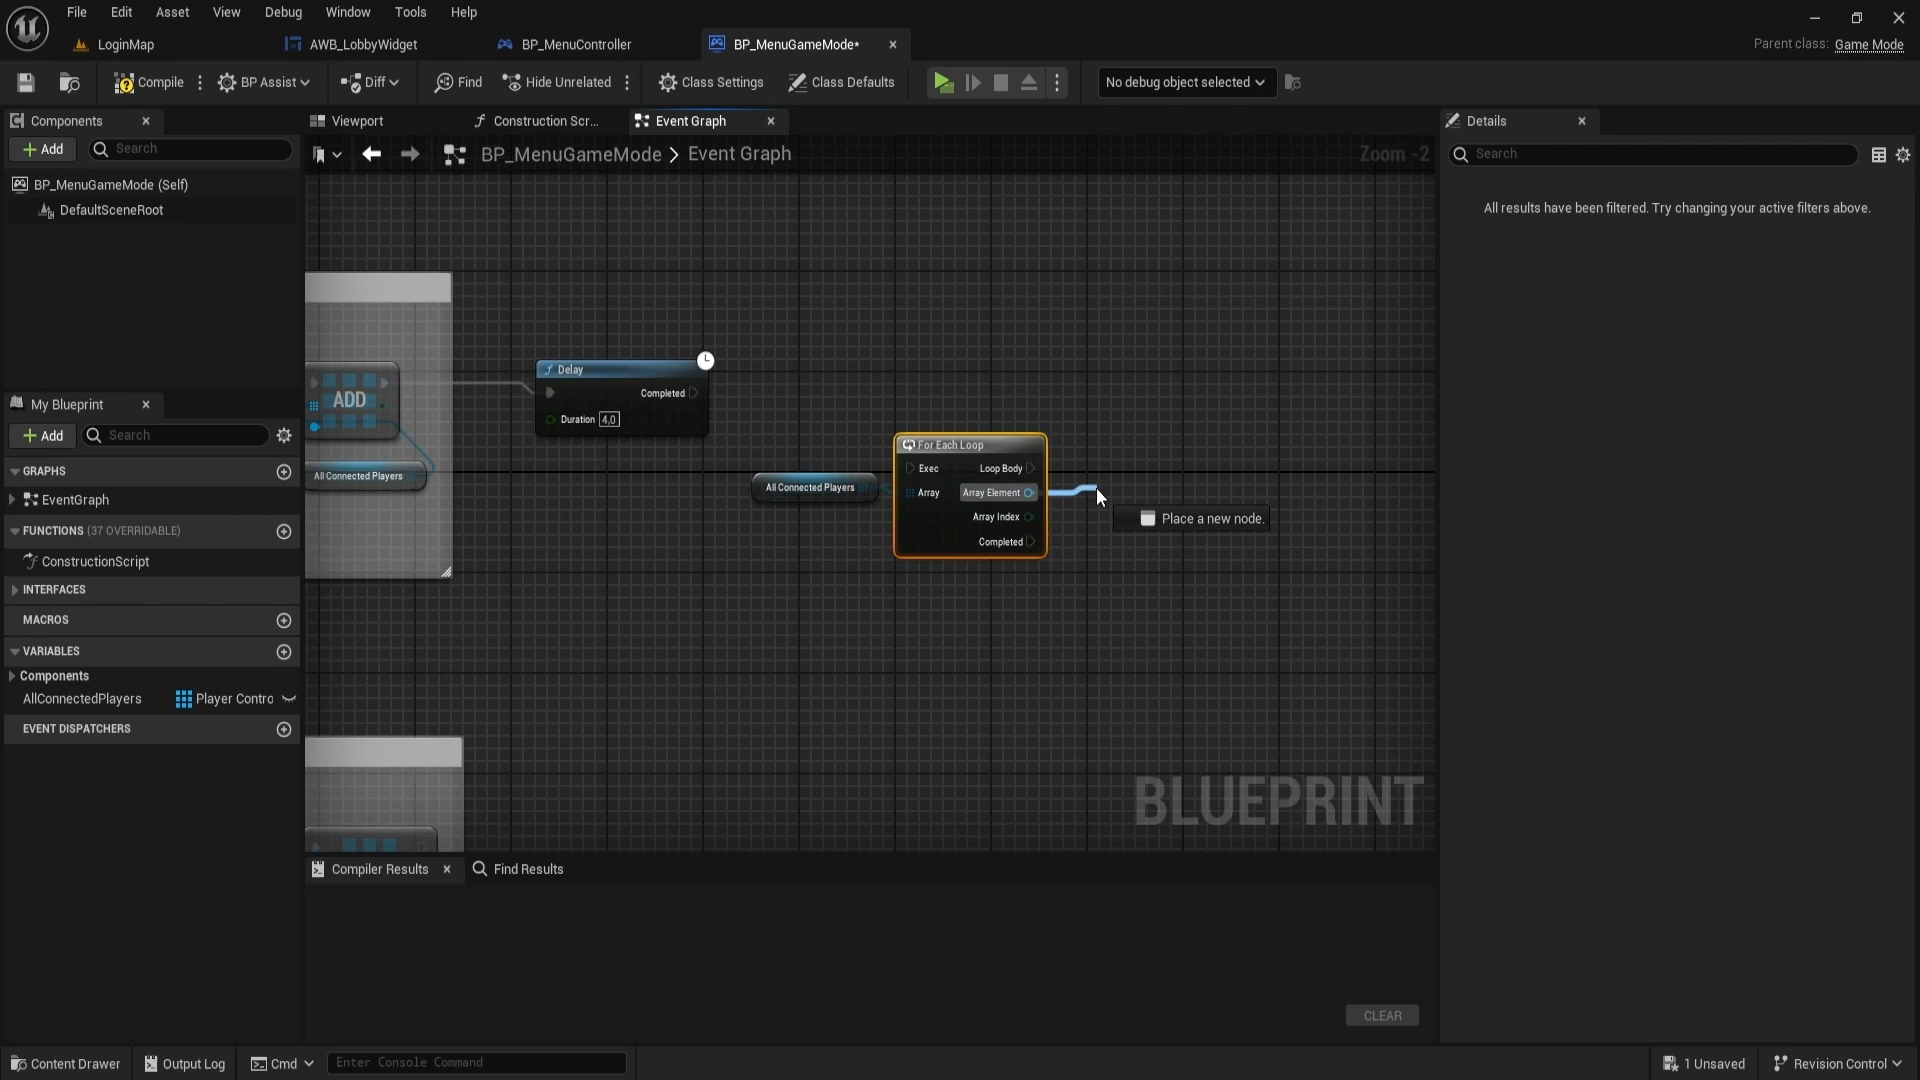 File Edit Asset View Debug Window Tools Help
LoginMap AWB_LobbyWidget BP_MenuController BP_MenuGameMode*
Parent class: Game Mode
Compile BP Assist Diff Find Hide Unrelated Class Settings Class Defaults No debug object selected
Components
Viewport Construction Scr... Event Graph
Details
Add Search
BP_MenuGameMode > Event Graph
Zoom -2
Search
BP_MenuGameMode (Self)
DefaultSceneRoot
All results have been filtered. Try changing your active filters above.
My Blueprint
Add Search
GRAPHS
EventGraph
FUNCTIONS (37 OVERRIDABLE)
ConstructionScript
INTERFACES
MACROS
VARIABLES
Components
AllConnectedPlayers Player Contro
EVENT DISPATCHERS
ADD
All Connected Players
Delay
Completed
Duration 4,0
All Connected Players
For Each Loop
Exec Loop Body
Array Array Element
Array Index
Completed
Place a new node.
BLUEPRINT
Compiler Results Find Results
CLEAR
Content Drawer Output Log Cmd Enter Console Command 1 Unsaved Revision Control